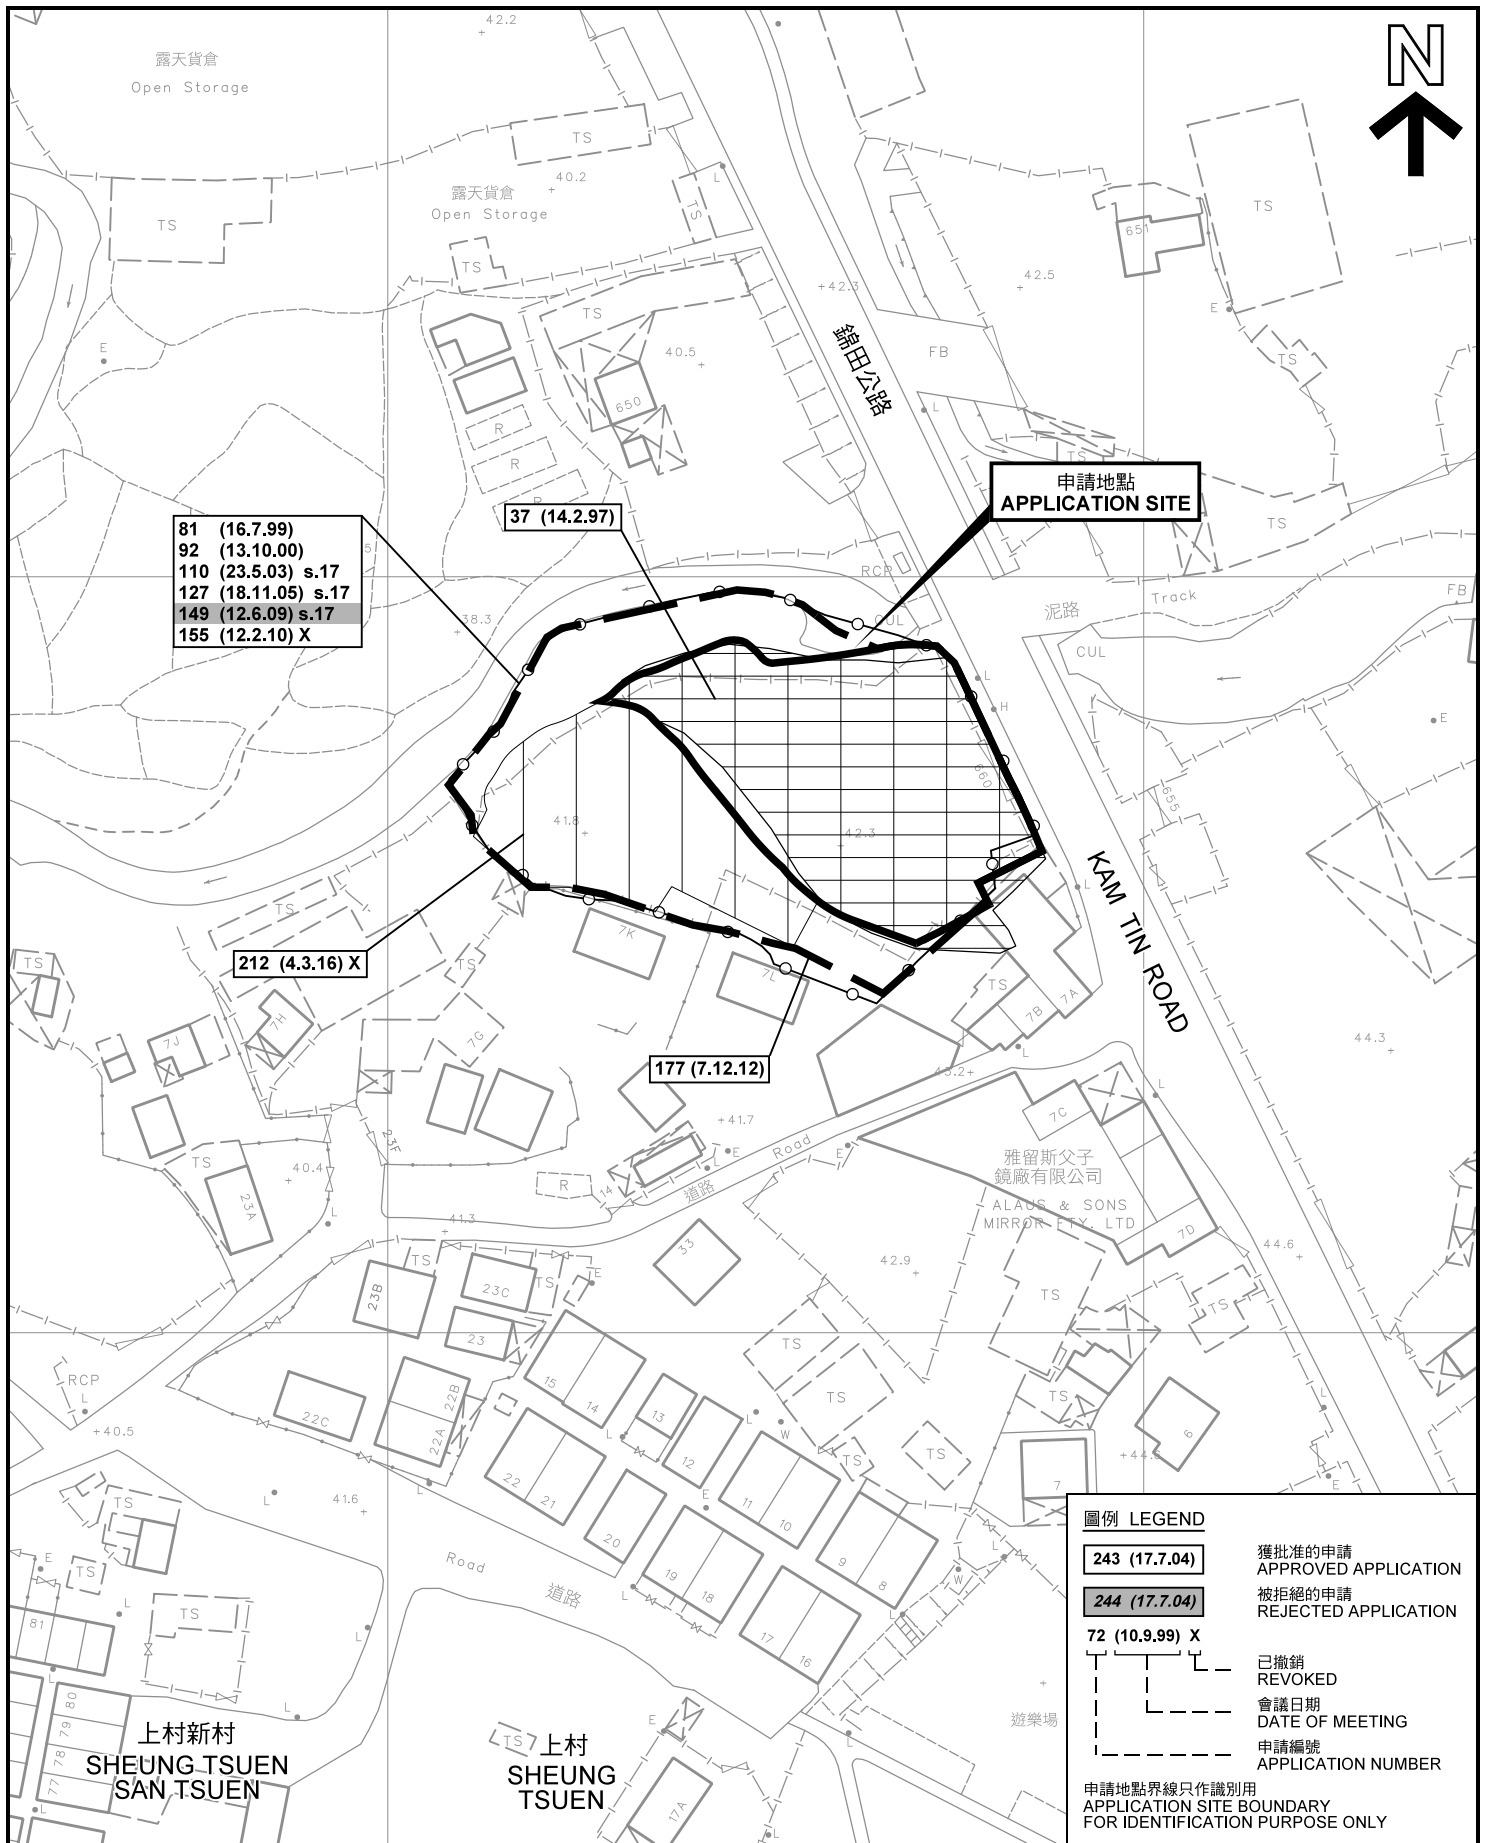 42.2
露天貨倉
Open Storage
N
TS
40.2
露天貨倉
Open Storage
L
TS
TS
651
TS
TS
42.5
+42.3
E
TS
E
40.5
FB
TS
錦田公路
650
L
R
R
R
TS
申請地點
APPLICATION SITE
37 (14.2.97)
TS
81 (16.7.99)
92 (13.10.00)
110 (23.5.03) s.17
127 (18.11.05) s.17
149 (12.6.09) s.17
155 (12.2.10) X
RCP
Track
泥路
FB
38.3
CUL
CUL
L
H
E
660
655
41.8
42.3
KAM TIN ROAD
L
TS
7K
212 (4.3.16) X
TS
TS
7L
TS
7A
7B
7H
7G
7J
44.3
L
177 (7.12.12)
43.2+
L
7C
+41.7
23F
E
L
Road
E
道路
雅留斯父子
鏡廠有限公司
ALAUS & SONS
MIRROR FTY. LTD
TS
40.4
23A
R
14
L
41.3
7D
44.6
33
42.9
TS
TS
23B
23C
TS
E
TS
23
TS
RCP
L
15
14
TS
TS
22B
22A
22C
13
12
L
W
TS
6
+40.5
L
TS
TS
+44.6
L
22
21
11
10
7
E
TS
41.6
L
L
E
20
9
8
Road
道路
19
18
L
W
L
E
TS
TS
81
L
L
17
16
L
L
80
79
78
77
L
遊樂場
上村新村
SHEUNG TSUEN
SAN TSUEN
L
TS
上村
SHEUNG
TSUEN
E
L
17A
L
圖例 LEGEND
243 (17.7.04)
獲批准的申請
APPROVED APPLICATION
244 (17.7.04)
被拒絕的申請
REJECTED APPLICATION
72 (10.9.99) X
已撤銷
REVOKED
會議日期
DATE OF MEETING
申請編號
APPLICATION NUMBER
申請地點界線只作識別用
APPLICATION SITE BOUNDARY
FOR IDENTIFICATION PURPOSE ONLY